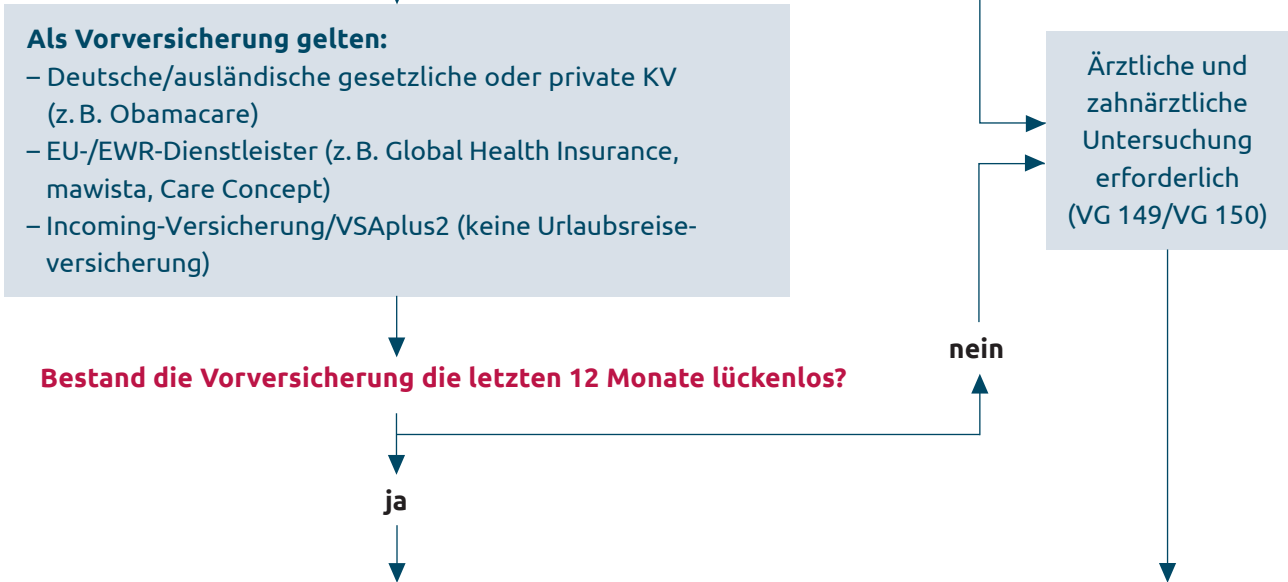 Als Vorversicherung gelten:
– Deutsche/ausländische gesetzliche oder private KV
(z. B. Obamacare)
– EU-/EWR-Dienstleister (z. B. Global Health Insurance,
mawista, Care Concept)
– Incoming-Versicherung/VSAplus2 (keine Urlaubsreise-
versicherung)
Ärztliche und
zahnärztliche
Untersuchung
erforderlich
(VG 149/VG 150)
nein
Bestand die Vorversicherung die letzten 12 Monate lückenlos?
ja